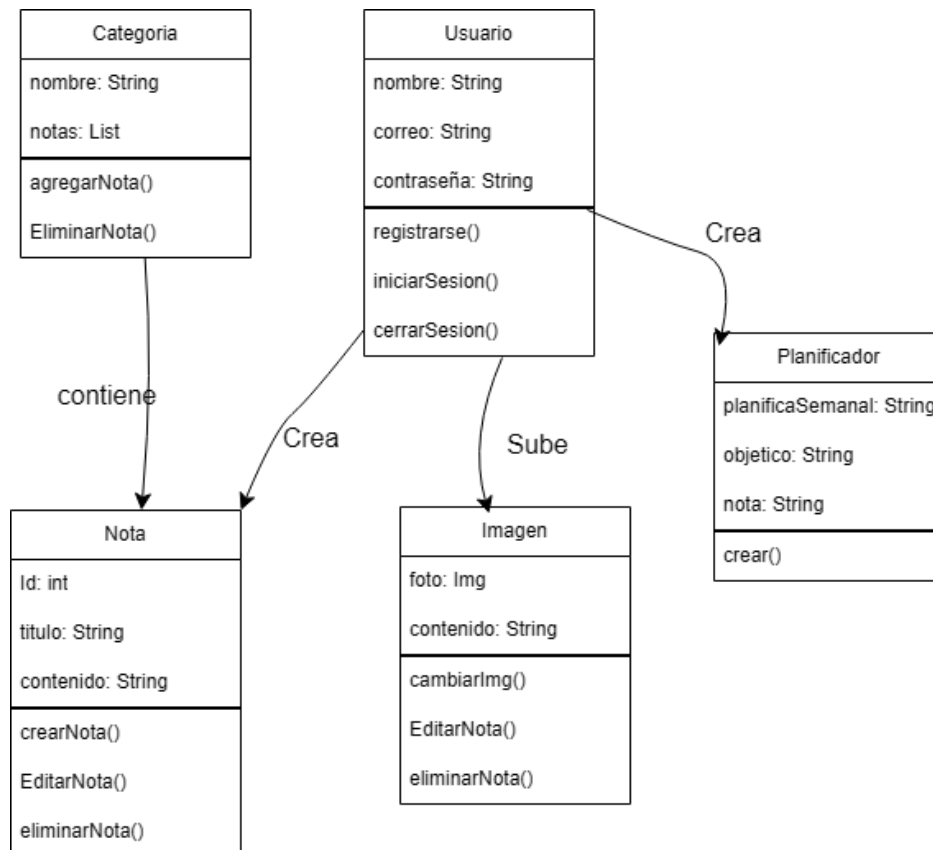 Categoria
nombre: String
notas: List
agregarNota()
EliminarNota()
Usuario
nombre: String
correo: String
contraseña: String
registrarse()
iniciarSesion()
cerrarSesion()
Crea
Planificador
planificaSemanal: String
objetico: String
nota: String
crear()
contiene
Crea
Sube
Nota
Id: int
titulo: String
contenido: String
crearNota()
EditarNota()
eliminarNota()
Imagen
foto: Img
contenido: String
cambiarImg()
EditarNota()
eliminarNota()